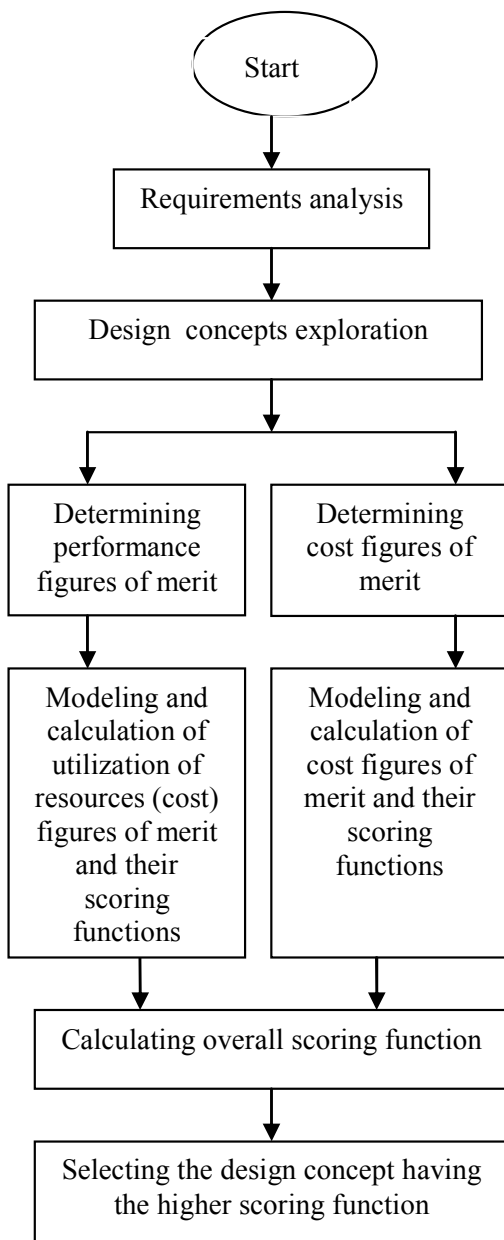 Start
Requirements analysis
Design concepts exploration
Determining
performance
figures of merit
Determining
cost figures of
merit
Modeling and
calculation of
utilization of
resources (cost)
figures of merit
and their
scoring
functions
Modeling and
calculation of
cost figures of
merit and their
scoring
functions
Calculating overall scoring function
Selecting the design concept having
the higher scoring function